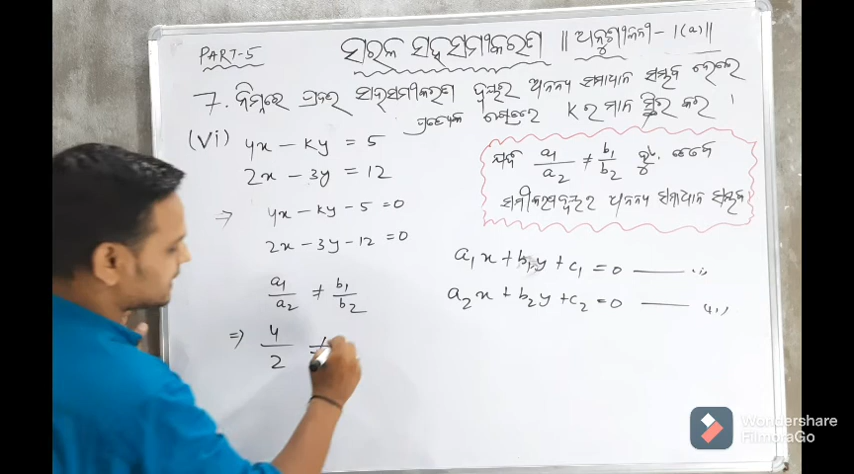 PART-5
ସରଳ ସହସମୀକରଣ || ଅନୁଶୀଳନୀ - 1(a) ||
7. ନିମ୍ନରେ ପ୍ରଦତ୍ତ ସହସମୀକରଣ ଦ୍ୱୟର ଅନନ୍ୟ ସମାଧାନ ସମ୍ଭବ ହେଲେ
ପ୍ରତ୍ୟେକ କ୍ଷେତ୍ରରେ K ର ମାନ ସ୍ଥିର କର ।
(vi) 4x - ky = 5
2x - 3y = 12
⇒ 4x - ky - 5 = 0
2x - 3y - 12 = 0
a₁/a₂ ≠ b₁/b₂
⇒ 4/2 ≠
ଯଦି a₁/a₂ ≠ b₁/b₂ ହୁଏ, ତେବେ
ସମୀକରଣଦ୍ୱୟର ଅନନ୍ୟ ସମାଧାନ ସମ୍ଭବ
a₁x + b₁y + c₁ = 0 —— (i)
a₂x + b₂y + c₂ = 0 —— (ii)
Wondershare
FilmoraGo